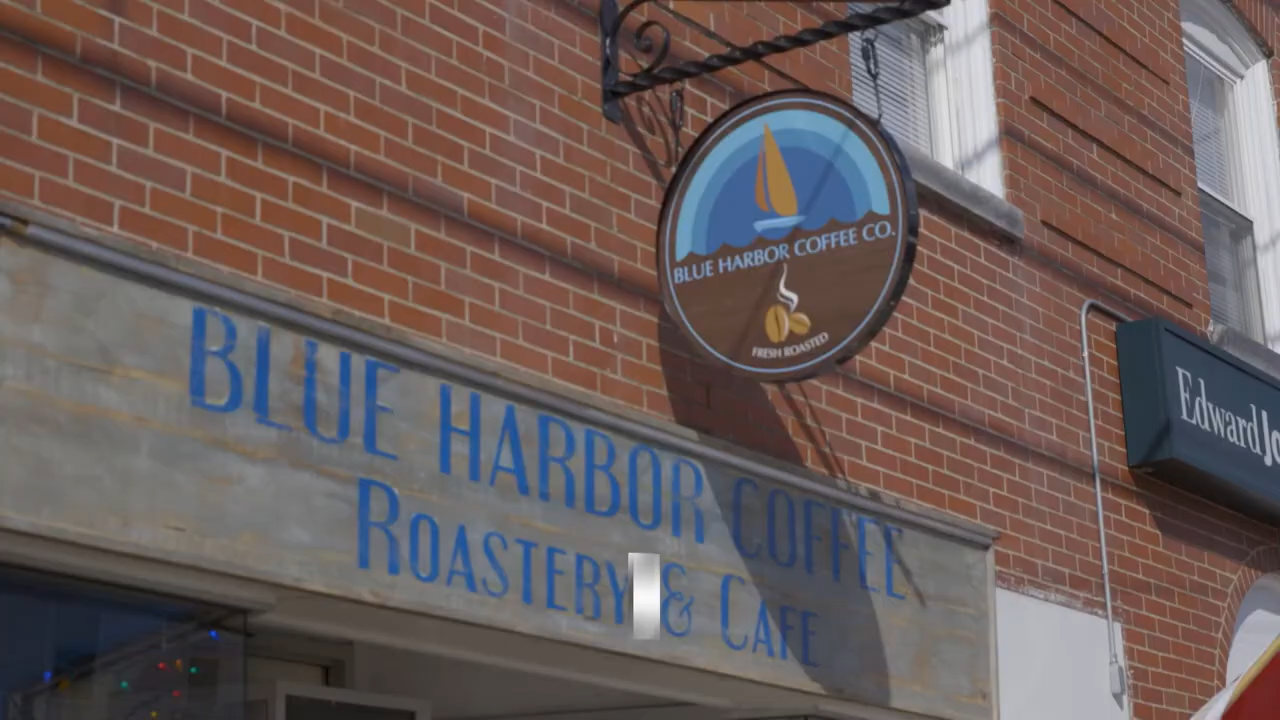 BLUE HARBOR COFFEE CO.
FRESH ROASTED
BLUE HARBOR COFFEE
ROASTERY & CAFE
Edward